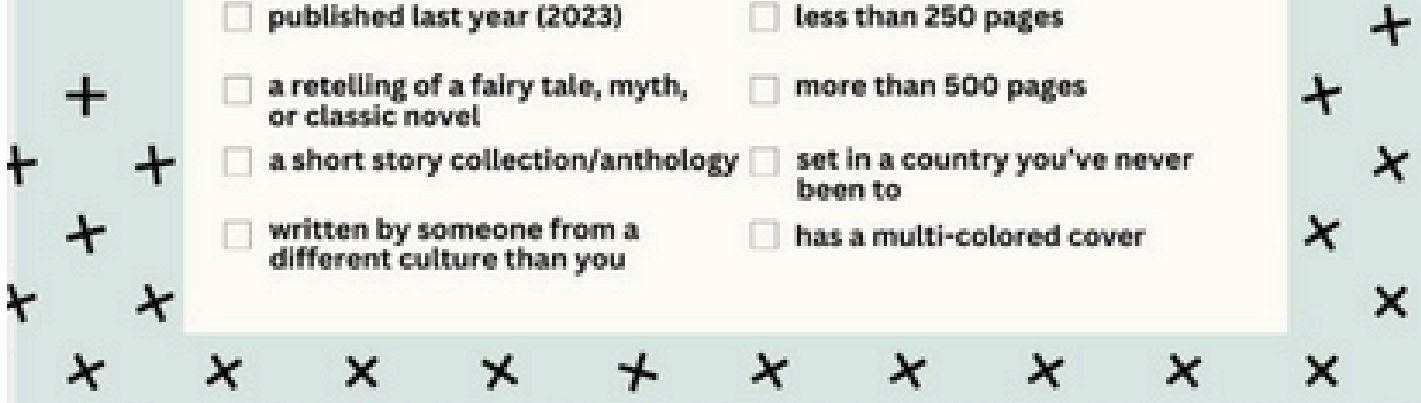 published last year (2023)
a retelling of a fairy tale, myth,
or classic novel
a short story collection/anthology
written by someone from a
different culture than you
less than 250 pages
more than 500 pages
set in a country you've never
been to
has a multi-colored cover